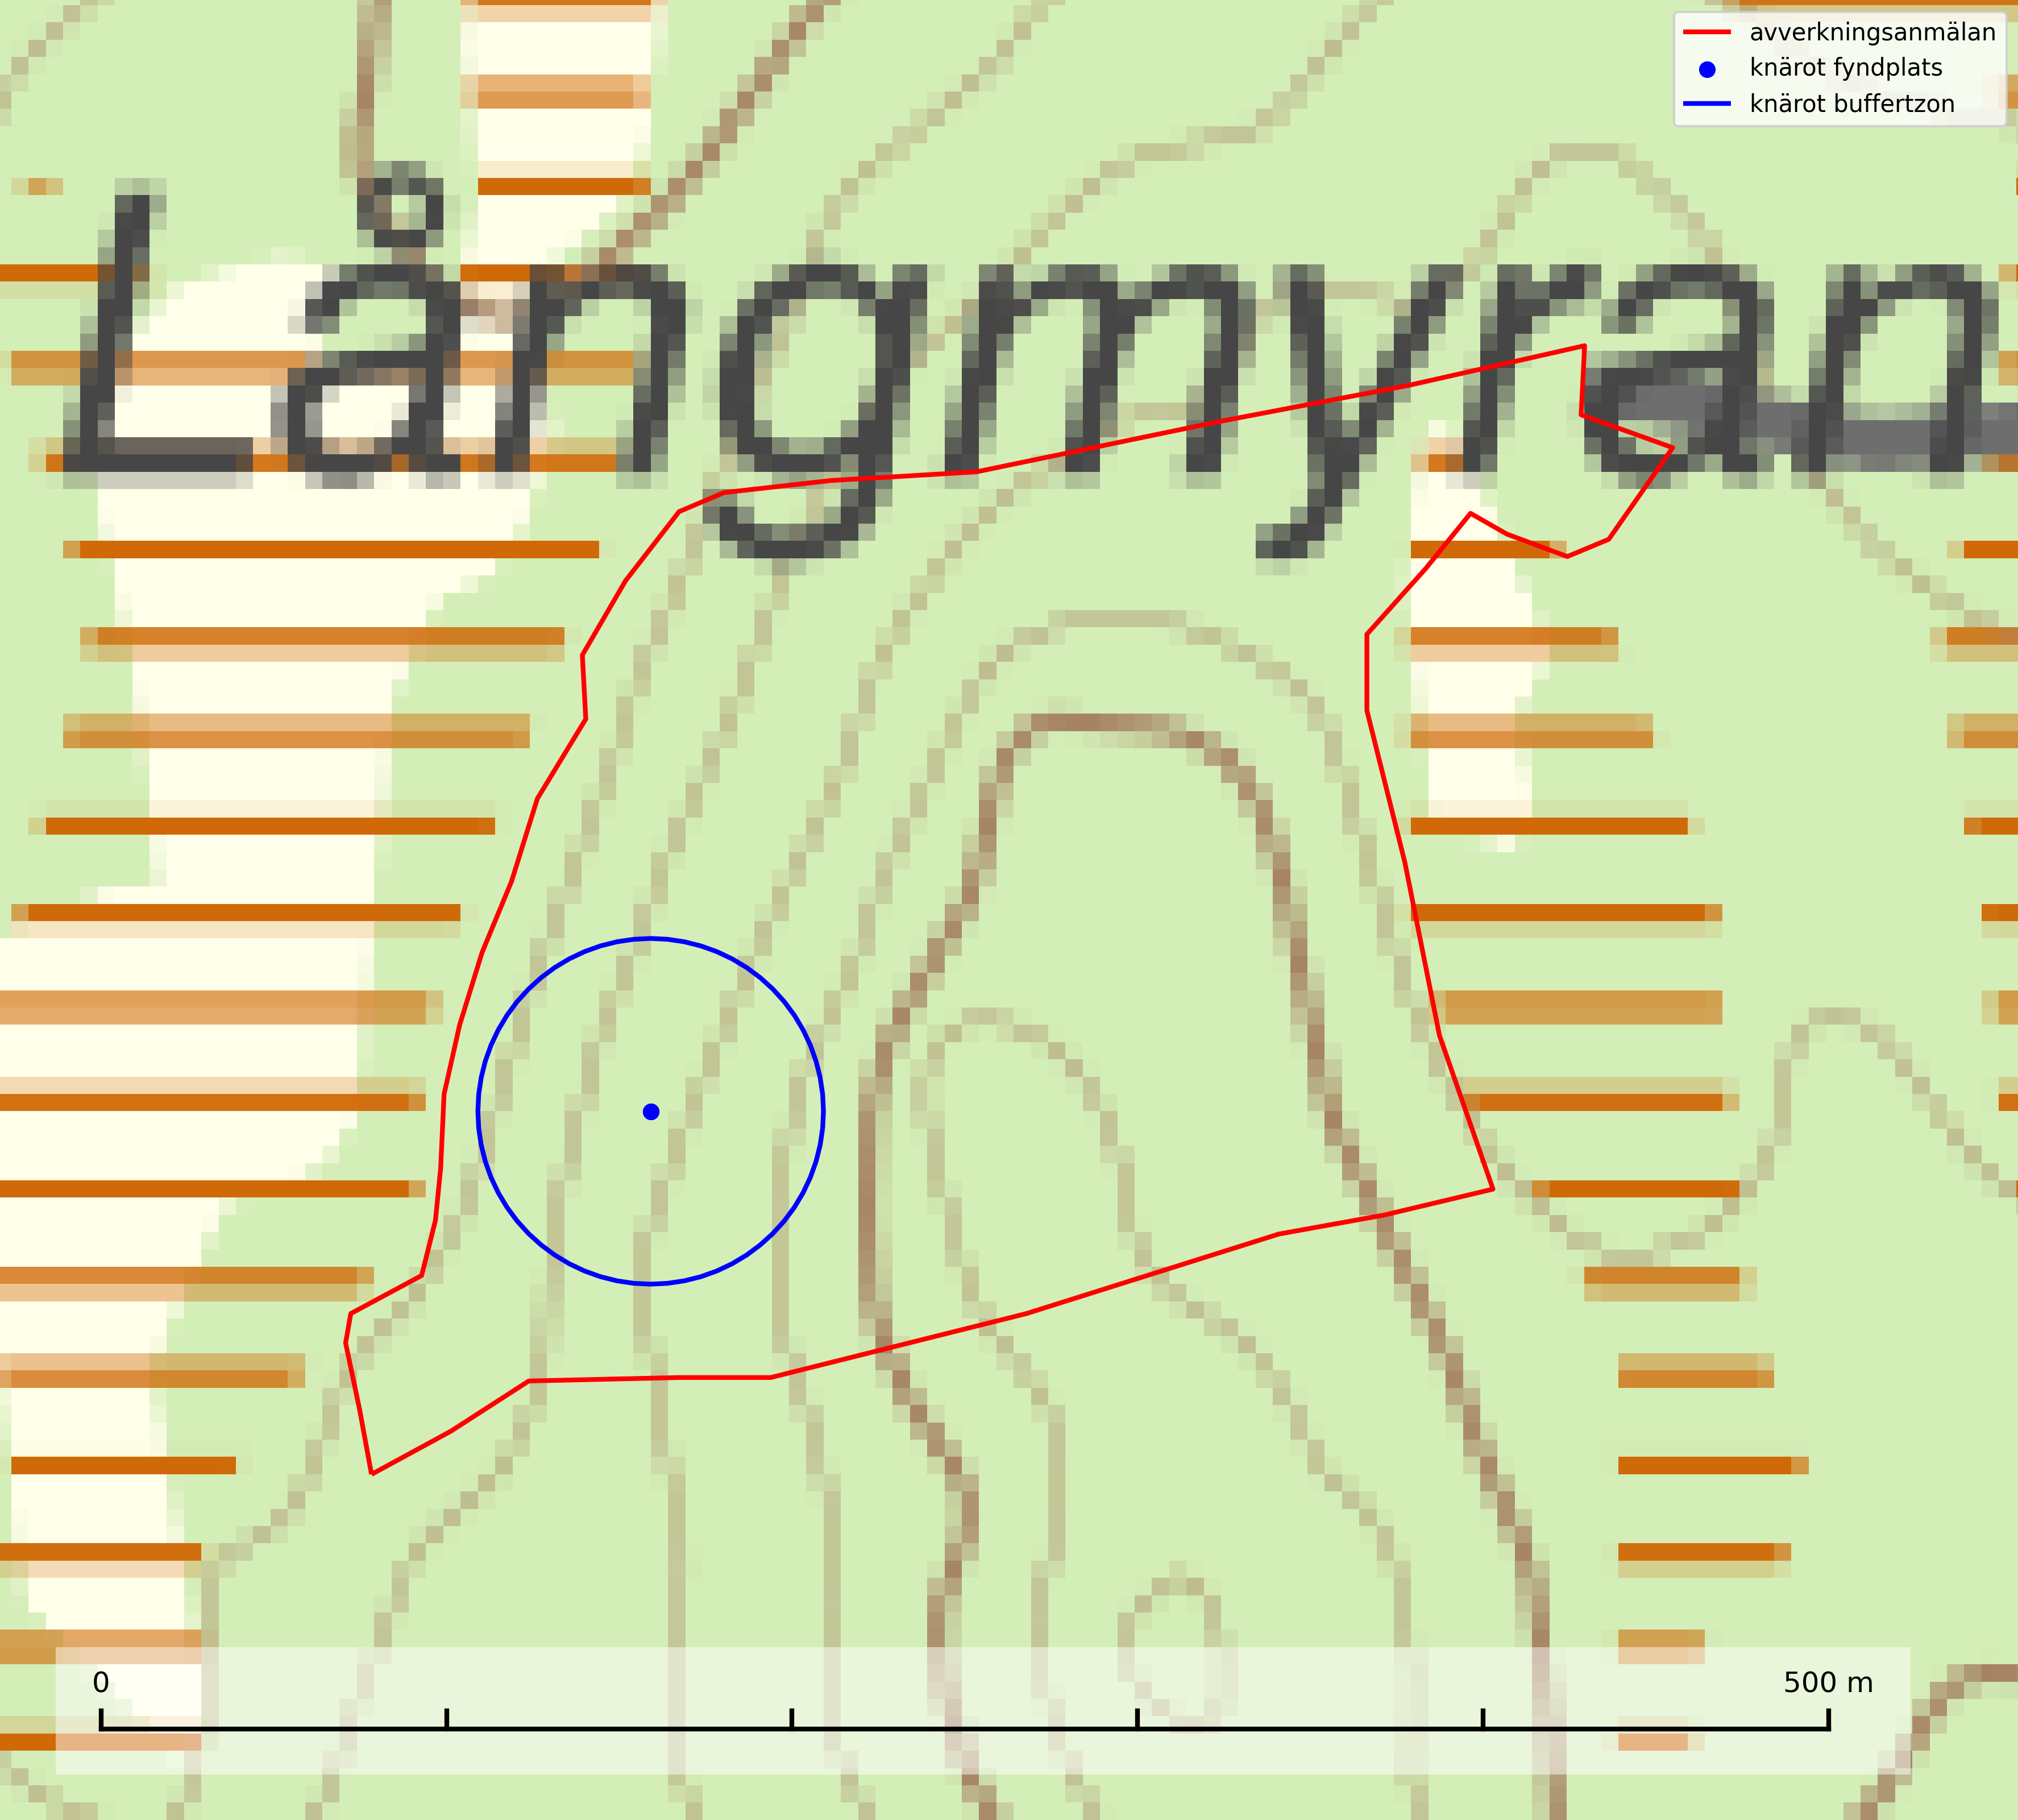 avverkningsanmälan
knärot fyndplats
knärot buffertzon
Långmyran
0 500 m